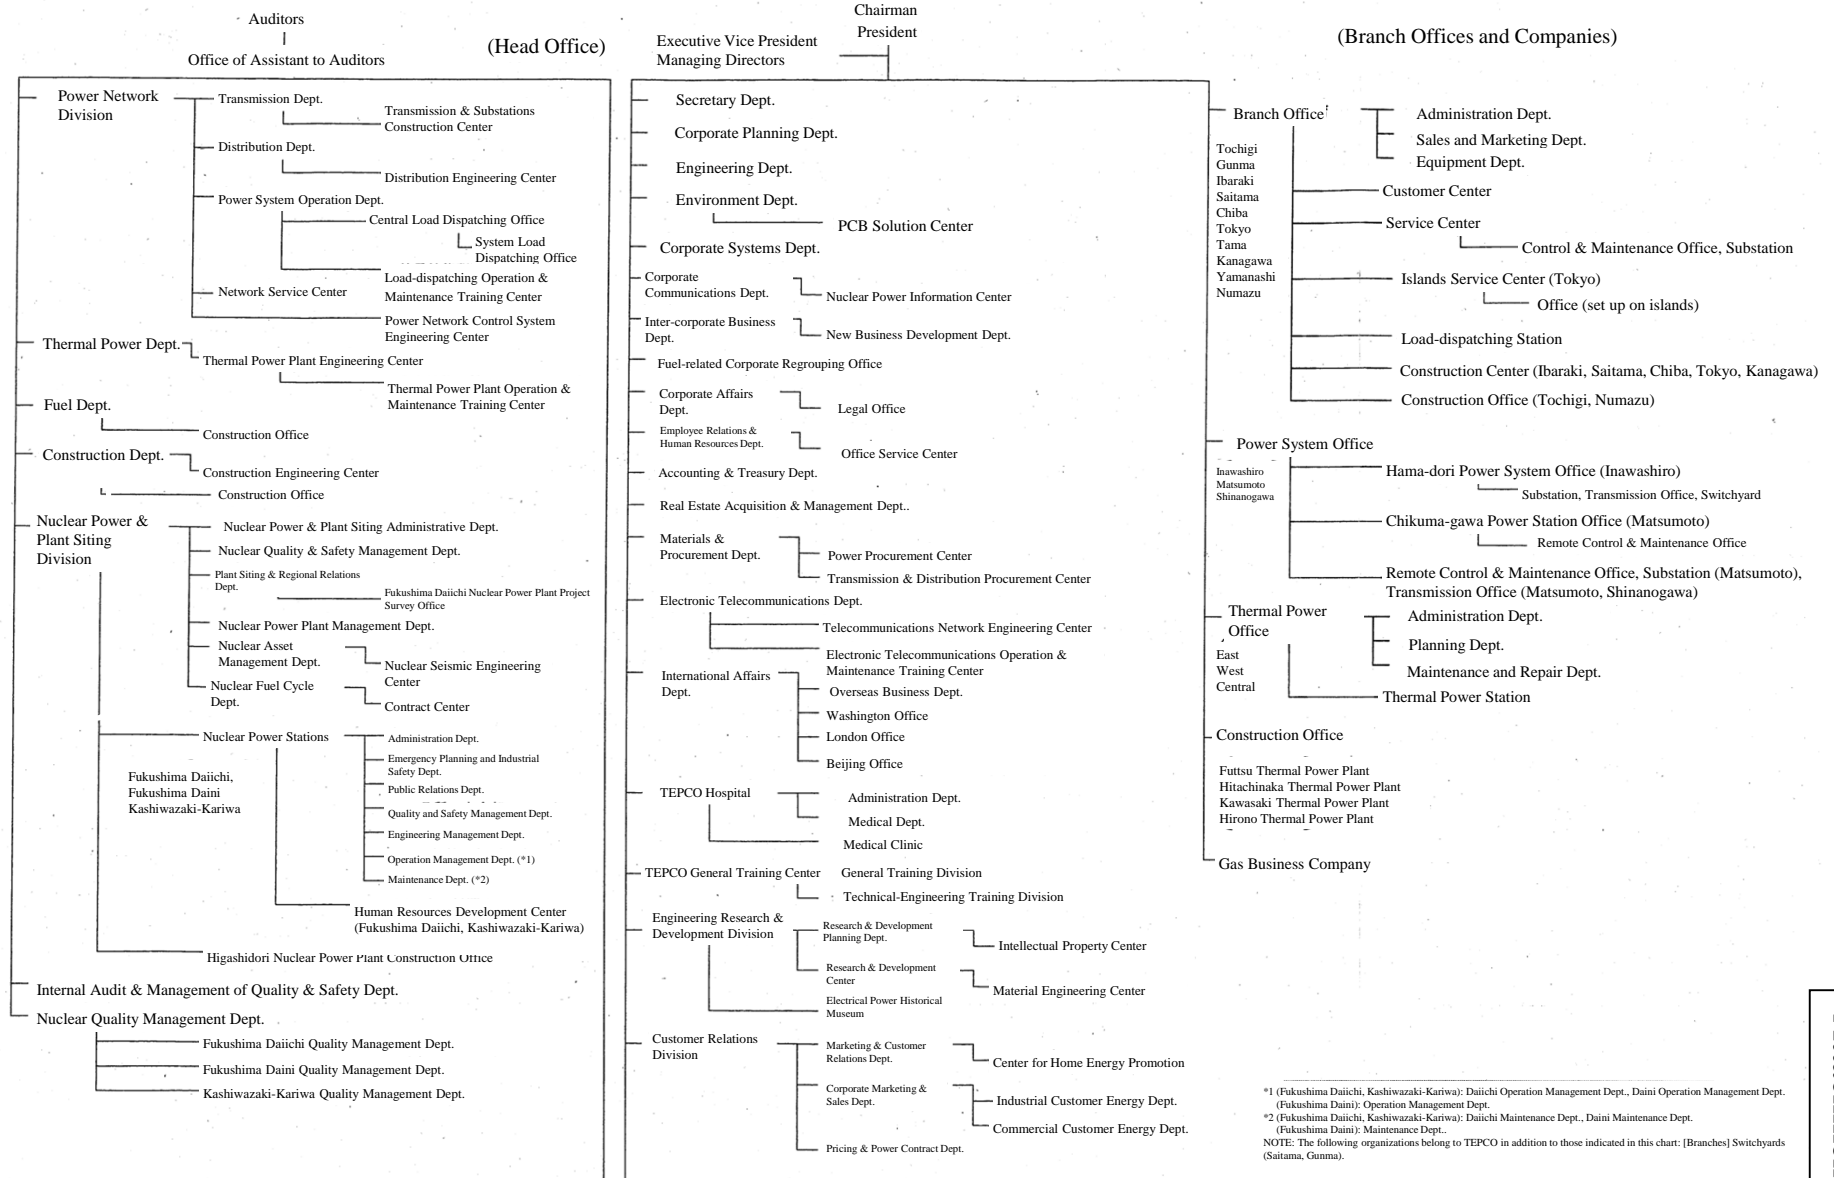 Auditors
Office of Assistant to Auditors
(Head Office)
Chairman
President
Executive Vice President
Managing Directors
(Branch Offices and Companies)
Power Network
Division
Transmission Dept.
Transmission & Substations
Construction Center
Distribution Dept.
Distribution Engineering Center
Power System Operation Dept.
Central Load Dispatching Office
System Load
Dispatching Office
Load-dispatching Operation &
Maintenance Training Center
Network Service Center
Power Network Control System
Engineering Center
Thermal Power Dept.
Thermal Power Plant Engineering Center
Thermal Power Plant Operation &
Maintenance Training Center
Fuel Dept.
Construction Office
Construction Dept.
Construction Engineering Center
Construction Office
Nuclear Power &
Plant Siting
Division
Nuclear Power & Plant Siting Administrative Dept.
Nuclear Quality & Safety Management Dept.
Plant Siting & Regional Relations
Dept.
Fukushima Daiichi Nuclear Power Plant Project
Survey Office
Nuclear Power Plant Management Dept.
Nuclear Asset
Management Dept.
Nuclear Seismic Engineering
Center
Nuclear Fuel Cycle
Dept.
Contract Center
Nuclear Power Stations
Fukushima Daiichi,
Fukushima Daini
Kashiwazaki-Kariwa
Administration Dept.
Emergency Planning and Industrial
Safety Dept.
Public Relations Dept.
Quality and Safety Management Dept.
Engineering Management Dept.
Operation Management Dept. (*1)
Maintenance Dept. (*2)
Human Resources Development Center
(Fukushima Daiichi, Kashiwazaki-Kariwa)
Higashidori Nuclear Power Plant Construction Office
Internal Audit & Management of Quality & Safety Dept.
Nuclear Quality Management Dept.
Fukushima Daiichi Quality Management Dept.
Fukushima Daini Quality Management Dept.
Kashiwazaki-Kariwa Quality Management Dept.
Secretary Dept.
Corporate Planning Dept.
Engineering Dept.
Environment Dept.
PCB Solution Center
Corporate Systems Dept.
Corporate
Communications Dept.
Nuclear Power Information Center
Inter-corporate Business
Dept.
New Business Development Dept.
Fuel-related Corporate Regrouping Office
Corporate Affairs
Dept.
Legal Office
Employee Relations &
Human Resources Dept.
Office Service Center
Accounting & Treasury Dept.
Real Estate Acquisition & Management Dept..
Materials &
Procurement Dept.
Power Procurement Center
Transmission & Distribution Procurement Center
Electronic Telecommunications Dept.
Telecommunications Network Engineering Center
Electronic Telecommunications Operation &
Maintenance Training Center
International Affairs
Dept.
Overseas Business Dept.
Washington Office
London Office
Beijing Office
TEPCO Hospital
Administration Dept.
Medical Dept.
Medical Clinic
TEPCO General Training Center
General Training Division
Technical-Engineering Training Division
Engineering Research &
Development Division
Research & Development
Planning Dept.
Intellectual Property Center
Research & Development
Center
Material Engineering Center
Electrical Power Historical
Museum
Customer Relations
Division
Marketing & Customer
Relations Dept.
Center for Home Energy Promotion
Corporate Marketing &
Sales Dept.
Industrial Customer Energy Dept.
Commercial Customer Energy Dept.
Pricing & Power Contract Dept.
Branch Office
Tochigi
Gunma
Ibaraki
Saitama
Chiba
Tokyo
Tama
Kanagawa
Yamanashi
Numazu
Administration Dept.
Sales and Marketing Dept.
Equipment Dept.
Customer Center
Service Center
Control & Maintenance Office, Substation
Islands Service Center (Tokyo)
Office (set up on islands)
Load-dispatching Station
Construction Center (Ibaraki, Saitama, Chiba, Tokyo, Kanagawa)
Construction Office (Tochigi, Numazu)
Power System Office
Inawashiro
Matsumoto
Shinanogawa
Hama-dori Power System Office (Inawashiro)
Substation, Transmission Office, Switchyard
Chikuma-gawa Power Station Office (Matsumoto)
Remote Control & Maintenance Office
Remote Control & Maintenance Office, Substation (Matsumoto),
Transmission Office (Matsumoto, Shinanogawa)
Thermal Power
Office
East
West
Central
Administration Dept.
Planning Dept.
Maintenance and Repair Dept.
Thermal Power Station
Construction Office
Futtsu Thermal Power Plant
Hitachinaka Thermal Power Plant
Kawasaki Thermal Power Plant
Hirono Thermal Power Plant
Gas Business Company
*1 (Fukushima Daiichi, Kashiwazaki-Kariwa): Daiichi Operation Management Dept., Daini Operation Management Dept.
(Fukushima Daini): Operation Management Dept.
*2 (Fukushima Daiichi, Kashiwazaki-Kariwa): Daiichi Maintenance Dept., Daini Maintenance Dept.
(Fukushima Daini): Maintenance Dept..
NOTE: The following organizations belong to TEPCO in addition to those indicated in this chart: [Branches] Switchyards
(Saitama, Gunma).